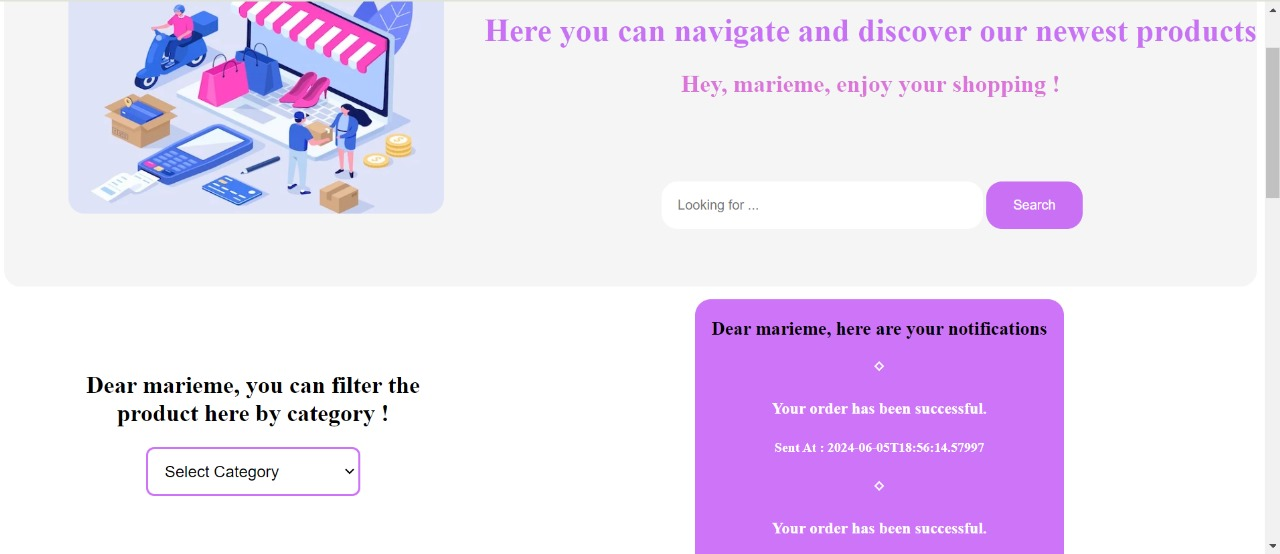 Here you can navigate and discover our newest products
Hey, marieme, enjoy your shopping !
Looking for ...
Search
Dear marieme, you can filter the
product here by category !
Select Category
Dear marieme, here are your notifications
Your order has been successful.
Sent At : 2024-06-05T18:56:14.57997
Your order has been successful.